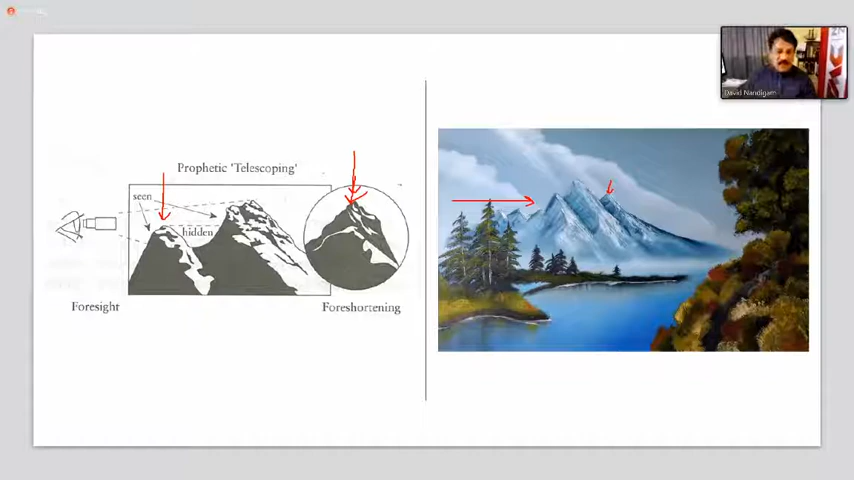 David Nandigam
Prophetic 'Telescoping'
seen
hidden
Foresight
Foreshortening